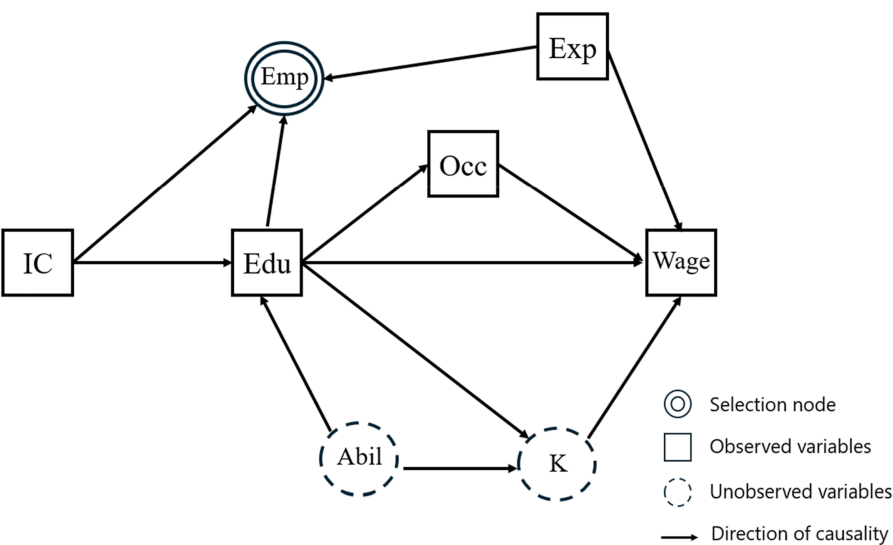 Exp
Emp
Occ
IC
Edu
Wage
Abil
K
Selection node
Observed variables
Unobserved variables
Direction of causality